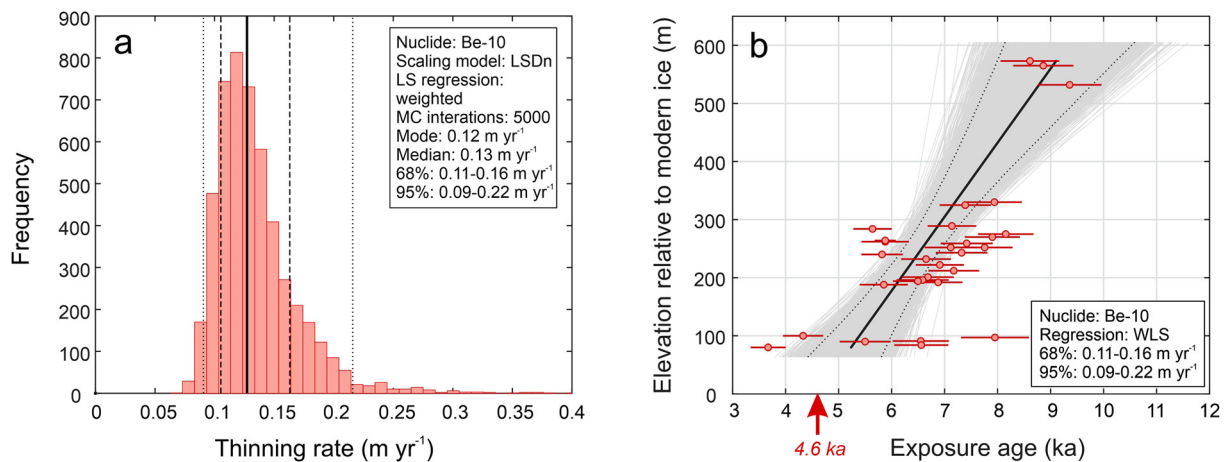 a
900
800
700
600
500
400
300
200
100
0
Frequency
0
0.05
0.1
0.15
0.2
0.25
0.30
0.35
0.4
Thinning rate (m yr-1)
Nuclide: Be-10
Scaling model: LSDn
LS regression:
weighted
MC interations: 5000
Mode: 0.12 m yr-1
Median: 0.13 m yr-1
68%: 0.11-0.16 m yr-1
95%: 0.09-0.22 m yr-1
b
600
500
400
300
200
100
0
Elevation relative to modern ice (m)
3
4
5
6
7
8
9
10
11
12
4.6 ka
Exposure age (ka)
Nuclide: Be-10
Regression: WLS
68%: 0.11-0.16 m yr-1
95%: 0.09-0.22 m yr-1